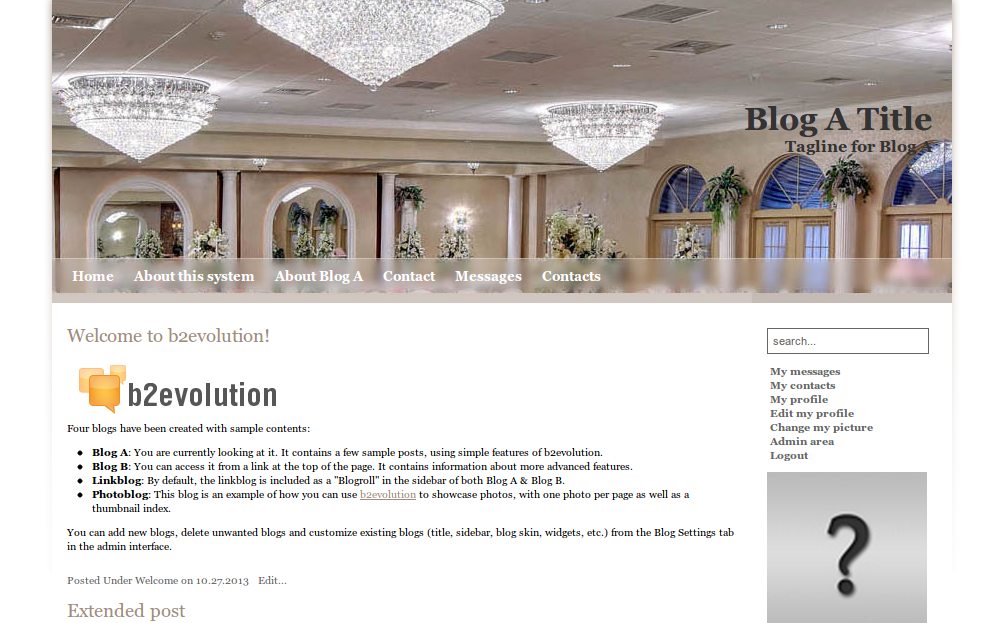 Blog A Title
Tagline for Blog A
Home About this system About Blog A Contact Messages Contacts
Welcome to b2evolution!
search...
b2evolution
My messages
My contacts
My profile
Edit my profile
Change my picture
Admin area
Logout
Four blogs have been created with sample contents:
• Blog A: You are currently looking at it. It contains a few sample posts, using simple features of b2evolution.
• Blog B: You can access it from a link at the top of the page. It contains information about more advanced features.
• Linkblog: By default, the linkblog is included as a "Blogroll" in the sidebar of both Blog A & Blog B.
• Photoblog: This blog is an example of how you can use b2evolution to showcase photos, with one photo per page as well as a
thumbnail index.
You can add new blogs, delete unwanted blogs and customize existing blogs (title, sidebar, blog skin, widgets, etc.) from the Blog Settings tab
in the admin interface.
?
Posted Under Welcome on 10.27.2013 Edit...
Extended post